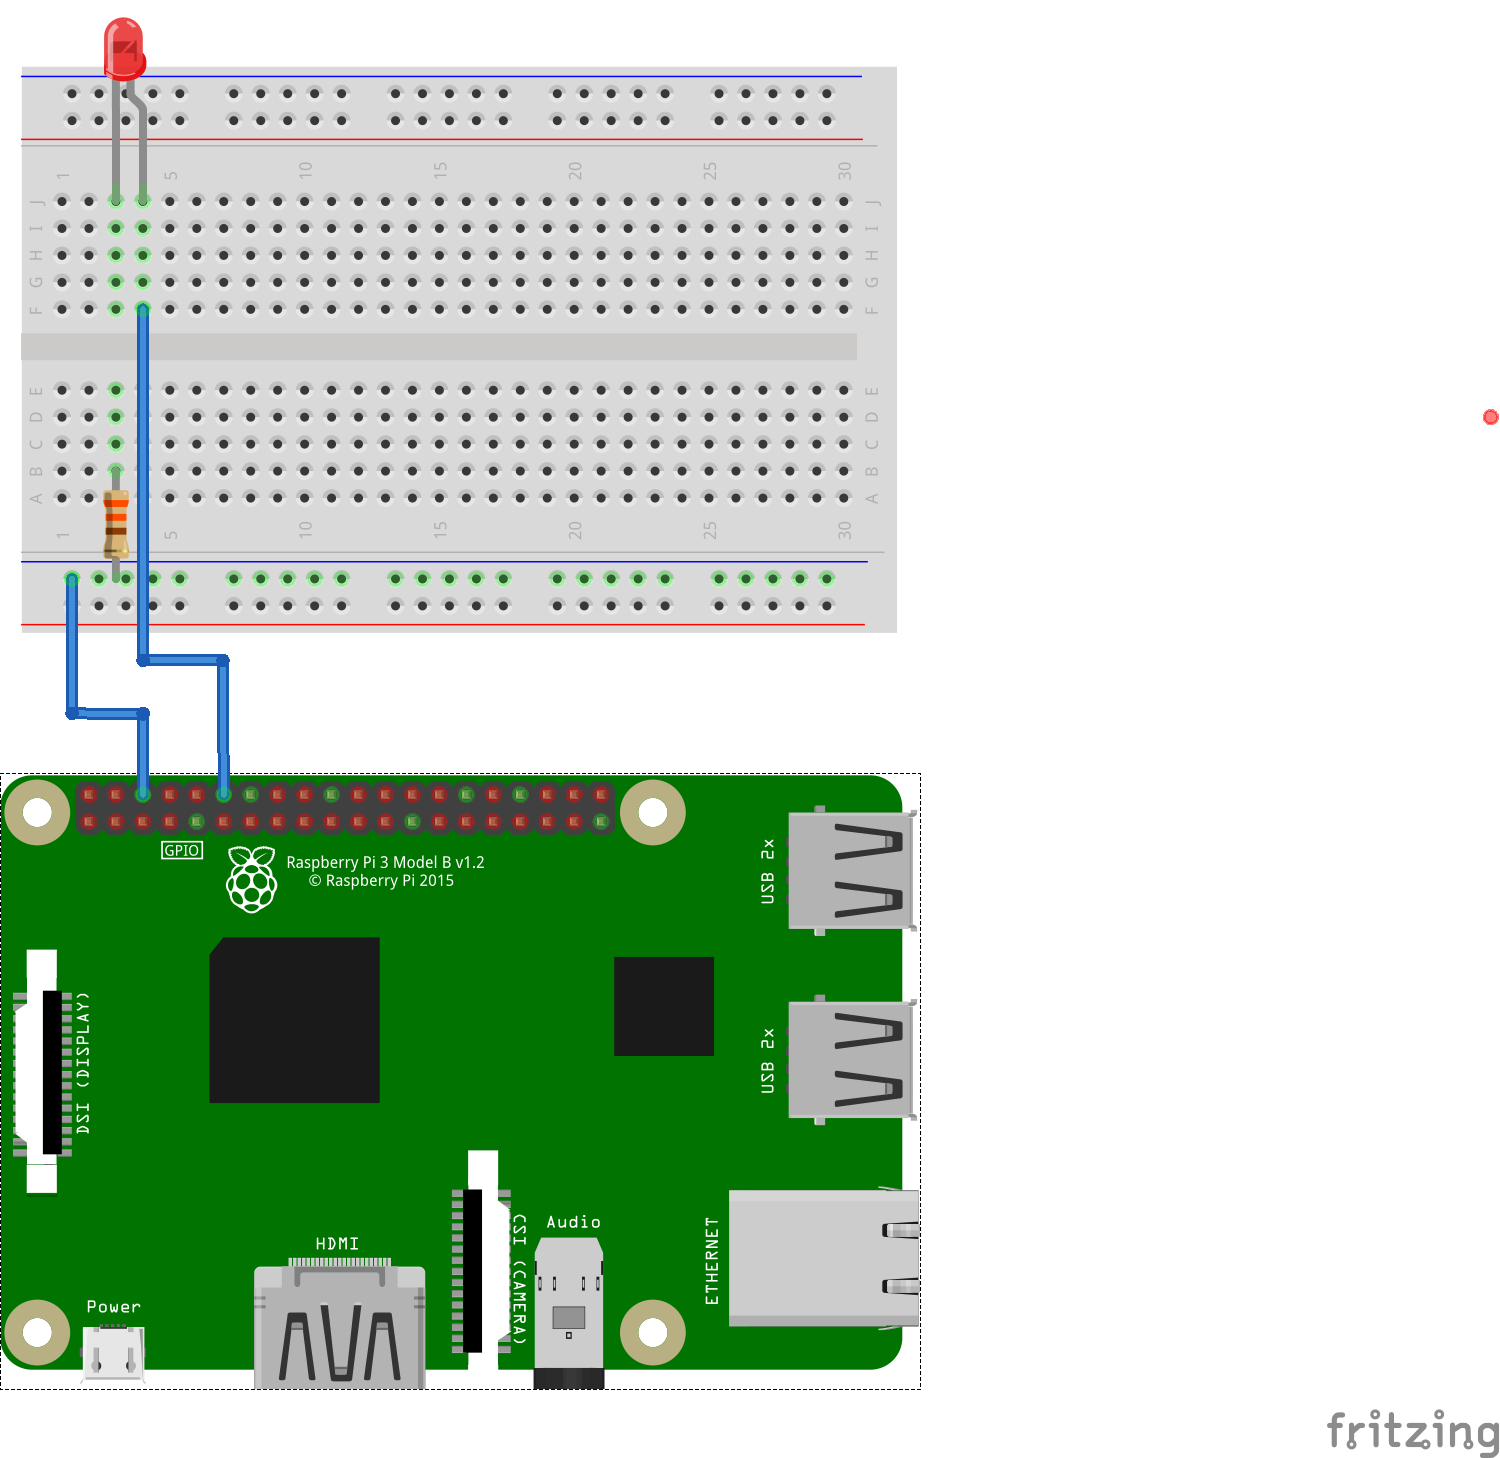 1 5 10 15 20 25 30
J J
I I
H H
G G
F F
E E
D D
C C
B B
A A
1 5 10 15 20 25 30
GPIO
Raspberry Pi 3 Model B v1.2
© Raspberry Pi 2015
USB 2x
USB 2x
DSI (DISPLAY)
HDMI
CSI (CAMERA)
Audio
ETHERNET
Power
fritzing